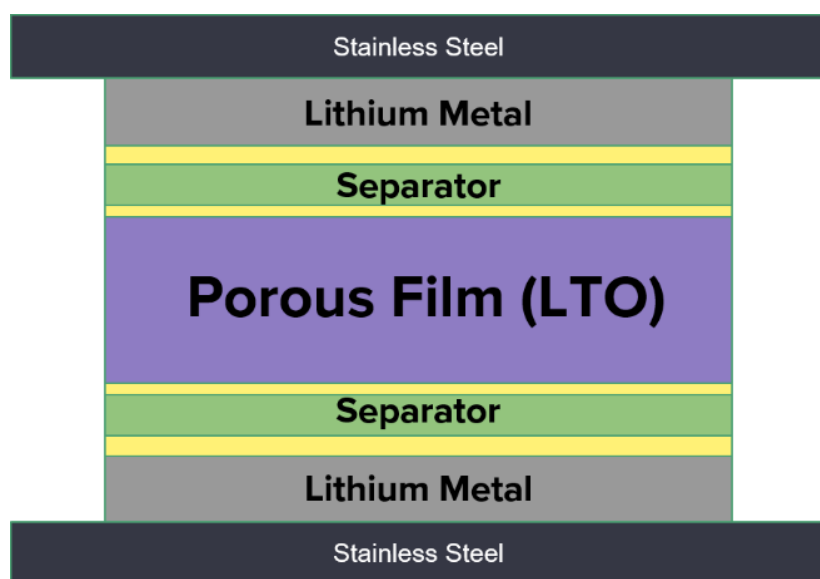 Stainless Steel
Lithium Metal
Separator
Porous Film (LTO)
Separator
Lithium Metal
Stainless Steel